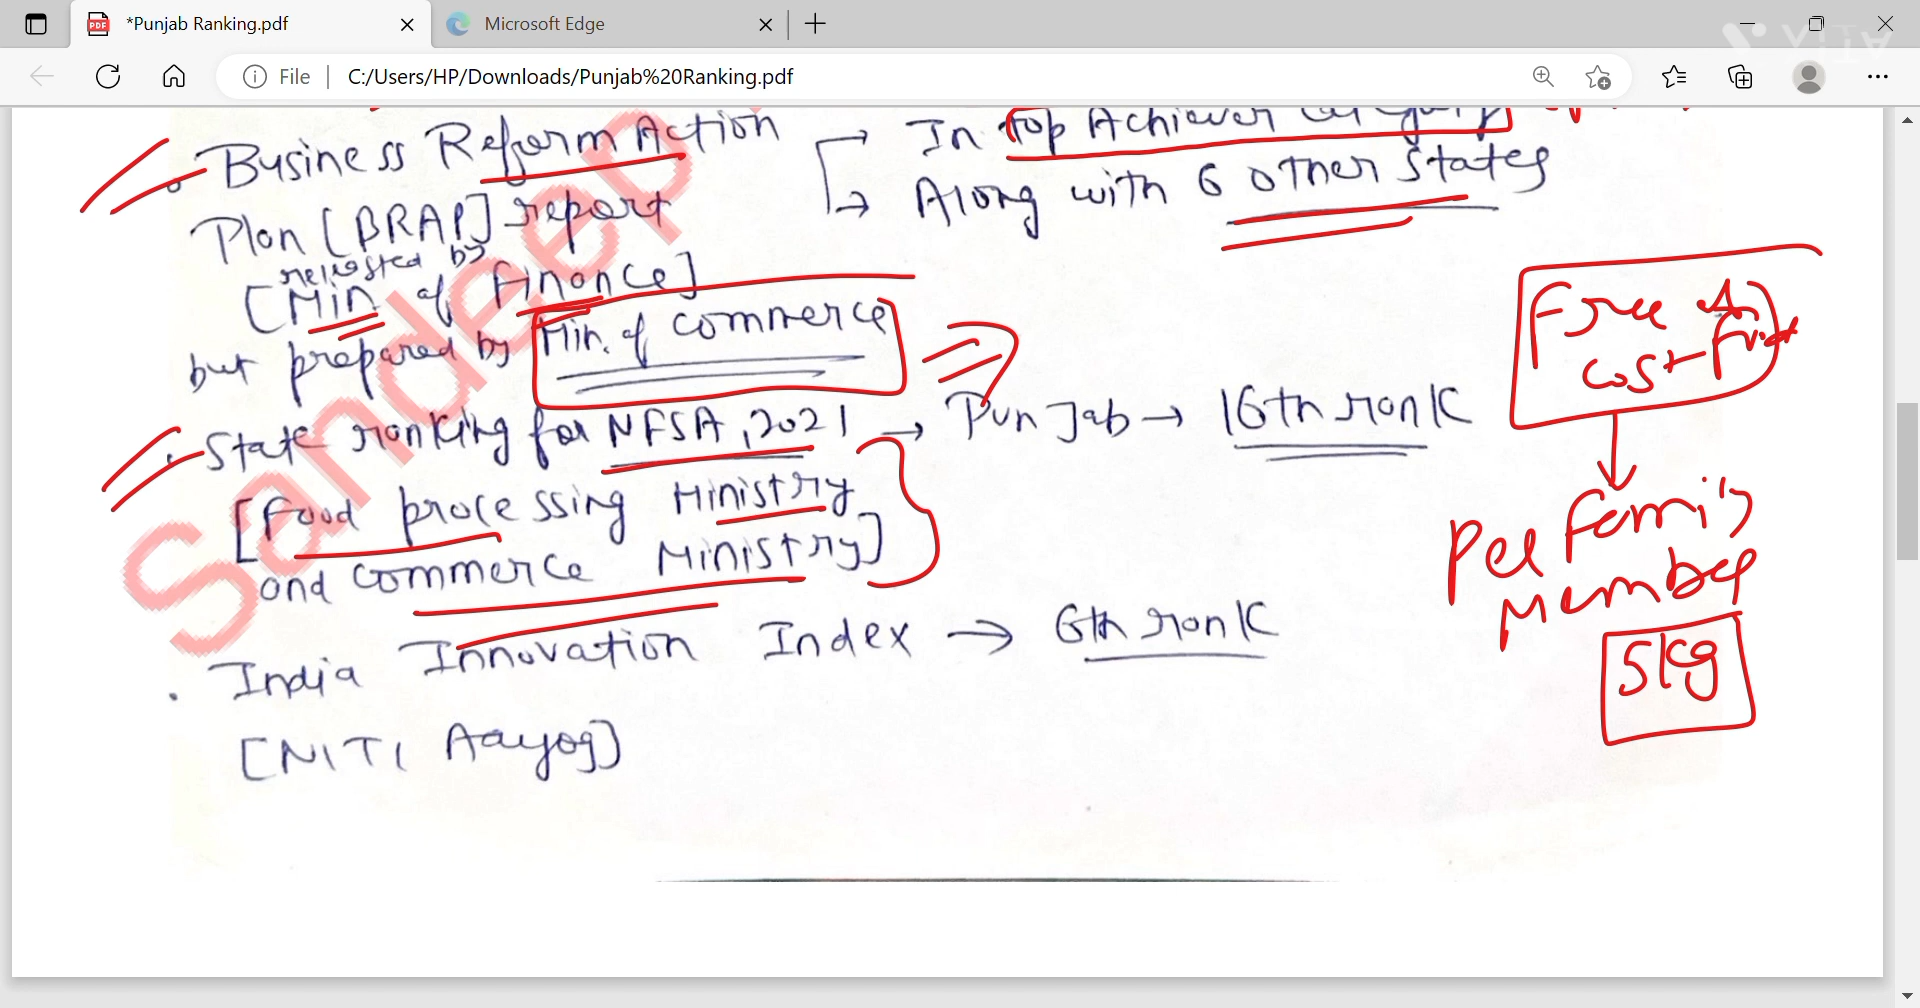 *Punjab Ranking.pdf
Microsoft Edge
File
C:/Users/HP/Downloads/Punjab%20Ranking.pdf
VITA
Business Reform Action
Plan [BRAP] report
[released by
Min of Finance]
but prepared by Min. of commerce
→ In top Achiever category
→ Along with 6 other states
State ranking for NFSA, 2021 → Punjab → 16th rank
[Food processing Ministry
and commerce Ministry]
India Innovation Index → 6th rank
[NITI Aayog]
Free
cost
Per family
Member
5kg
Sandeep